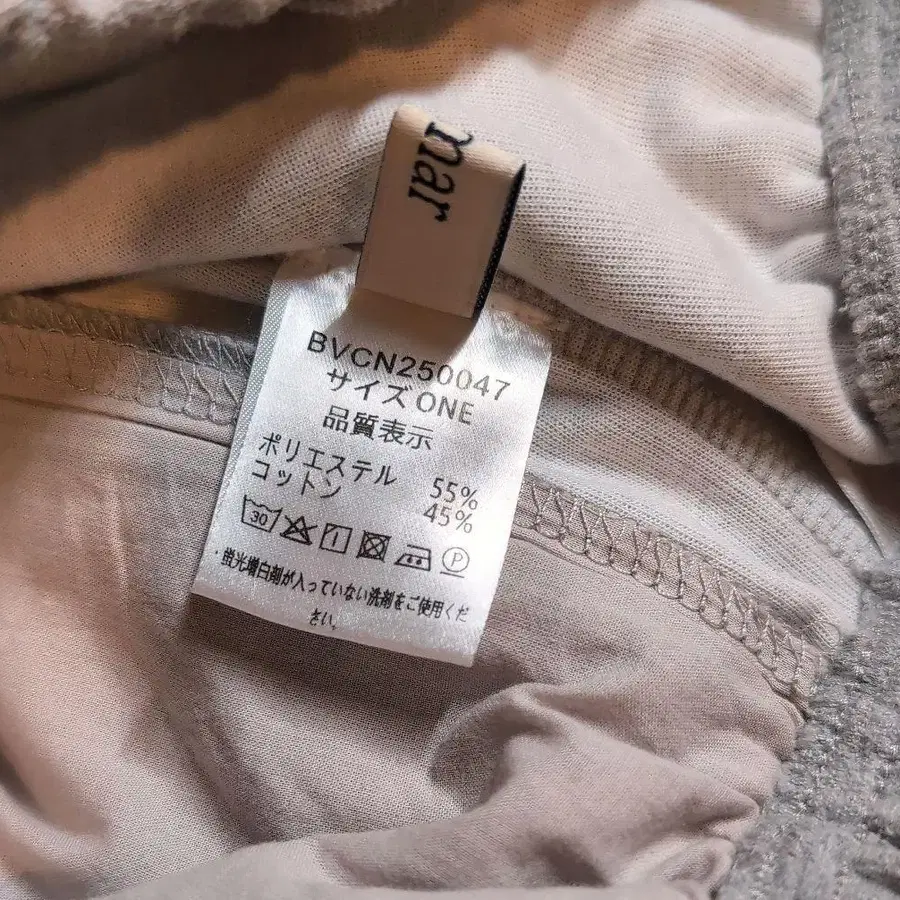 nar
BVCN250047
サイズ ONE
品質表示
ポリエステル 55%
コットン 45%
30 P
・蛍光増白剤が入っていない洗剤をご使用くだ
さい。